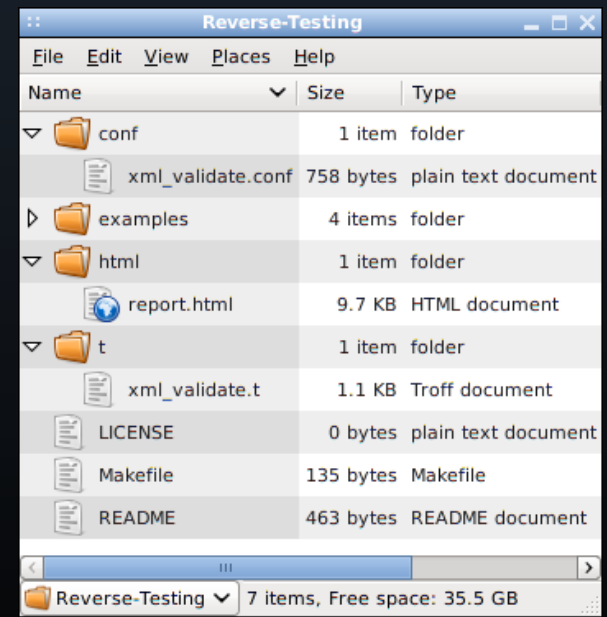 Reverse-Testing
File Edit View Places Help
Name Size Type
conf 1 item folder
xml_validate.conf 758 bytes plain text document
examples 4 items folder
html 1 item folder
report.html 9.7 KB HTML document
t 1 item folder
xml_validate.t 1.1 KB Troff document
LICENSE 0 bytes plain text document
Makefile 135 bytes Makefile
README 463 bytes README document
Reverse-Testing 7 items, Free space: 35.5 GB